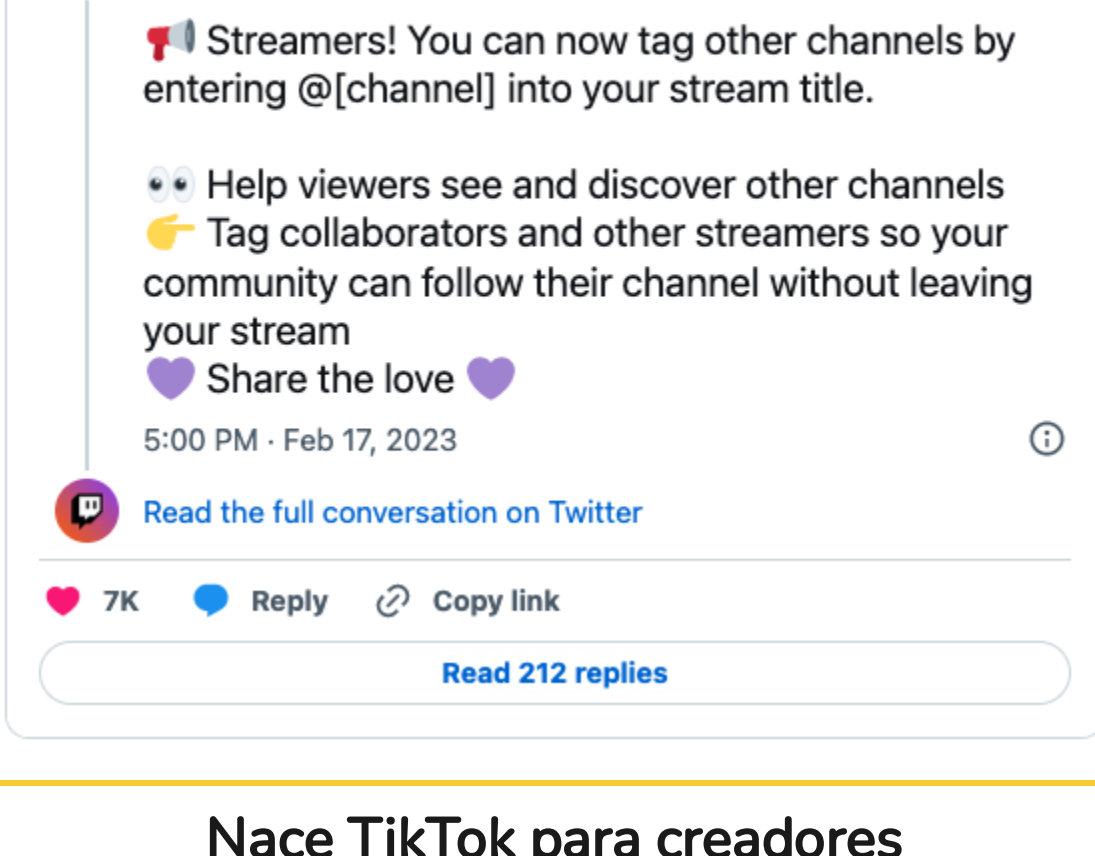 📢 Streamers! You can now tag other channels by
entering @[channel] into your stream title.
👀 Help viewers see and discover other channels
👉 Tag collaborators and other streamers so your
community can follow their channel without leaving
your stream
💜 Share the love 💜
5:00 PM · Feb 17, 2023
Read the full conversation on Twitter
7K Reply Copy link
Read 212 replies
Nace TikTok para creadores